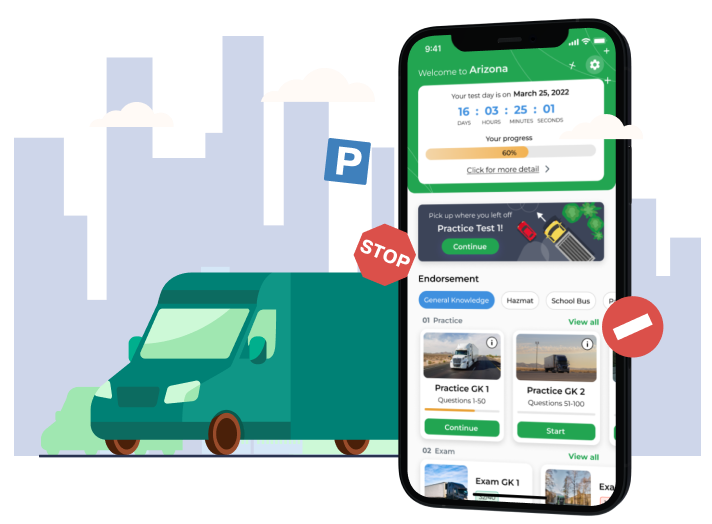 P
STOP
9:41
Welcome to Arizona
Your test day is on March 25, 2022
16 : 03 : 25 : 01
DAYS HOURS MINUTES SECONDS
Your progress
60%
Click for more detail >
Pick up where you left off
Practice Test 1!
Continue
Endorsement
General Knowledge Hazmat School Bus
01 Practice View all
Practice GK 1 Practice GK 2
Questions 1-50 Questions 51-100
Continue Start
02 Exam View all
Exam GK 1 Exa